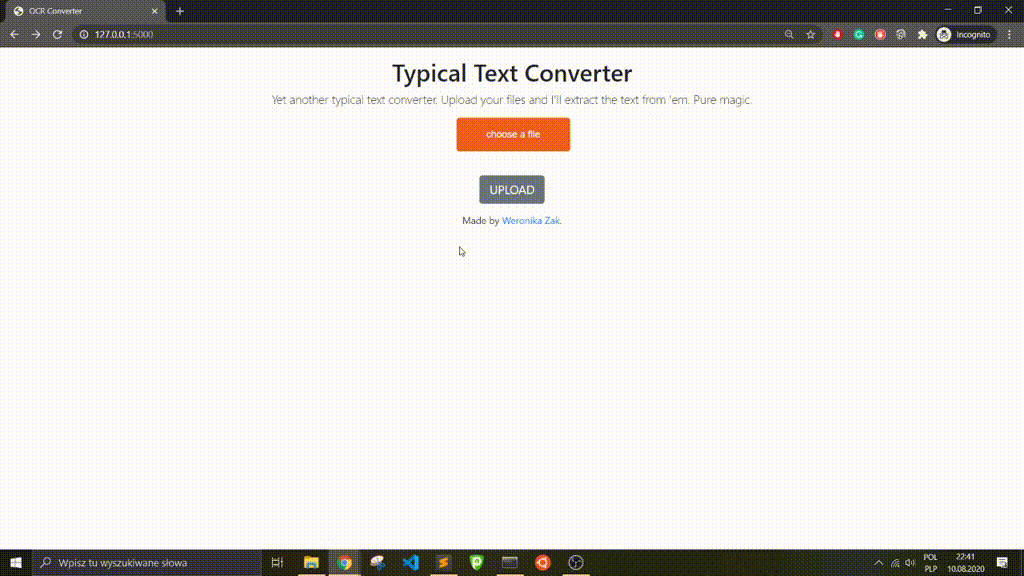 OCR Converter
127.0.0.1:5000
Incognito
Typical Text Converter
Yet another typical text converter. Upload your files and I'll extract the text from 'em. Pure magic.
choose a file
UPLOAD
Made by Weronika Zak.
Wpisz tu wyszukiwane słowa
POL
PLP
22:41
10.08.2020